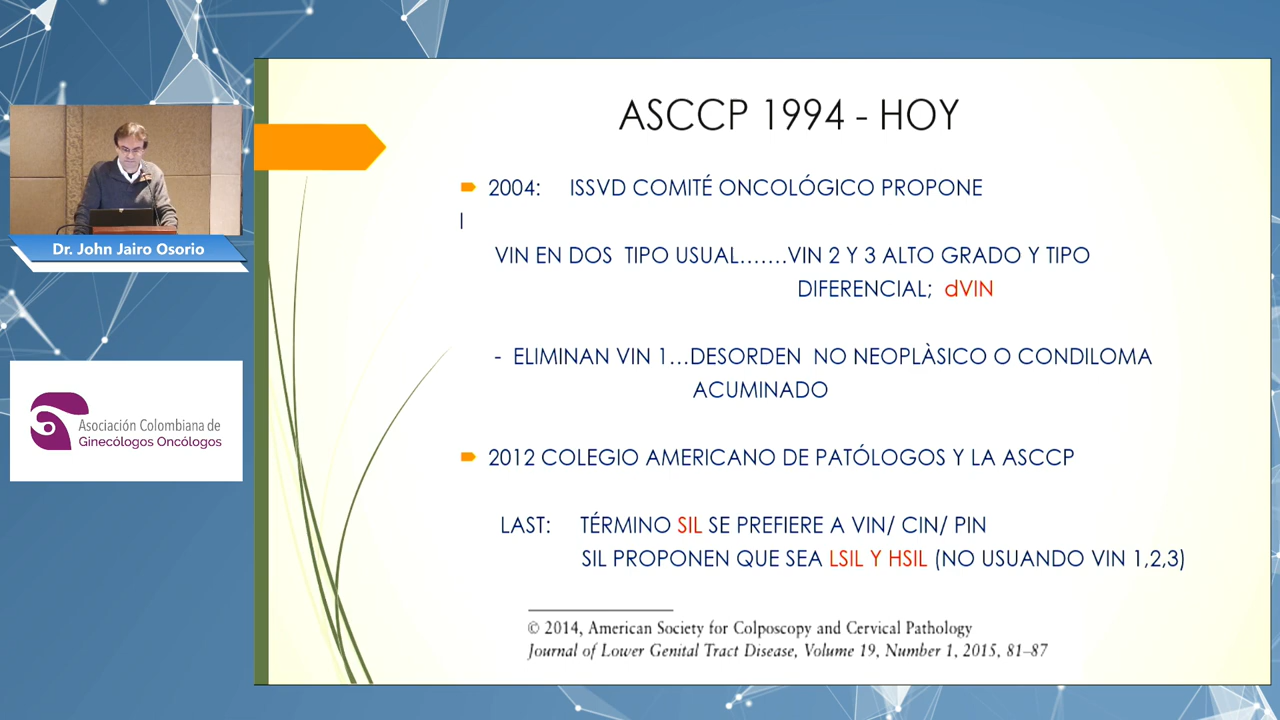 ASCCP 1994 - HOY
2004: ISSVD COMITÉ ONCOLÓGICO PROPONE
l
VIN EN DOS TIPO USUAL.......VIN 2 Y 3 ALTO GRADO Y TIPO
DIFERENCIAL; dVIN
- ELIMINAN VIN 1...DESORDEN NO NEOPLÀSICO O CONDILOMA
ACUMINADO
2012 COLEGIO AMERICANO DE PATÓLOGOS Y LA ASCCP
LAST: TÉRMINO SIL SE PREFIERE A VIN/ CIN/ PIN
SIL PROPONEN QUE SEA LSIL Y HSIL (NO USUANDO VIN 1,2,3)
© 2014, American Society for Colposcopy and Cervical Pathology
Journal of Lower Genital Tract Disease, Volume 19, Number 1, 2015, 81–87
Dr. John Jairo Osorio
Asociación Colombiana de
Ginecólogos Oncólogos